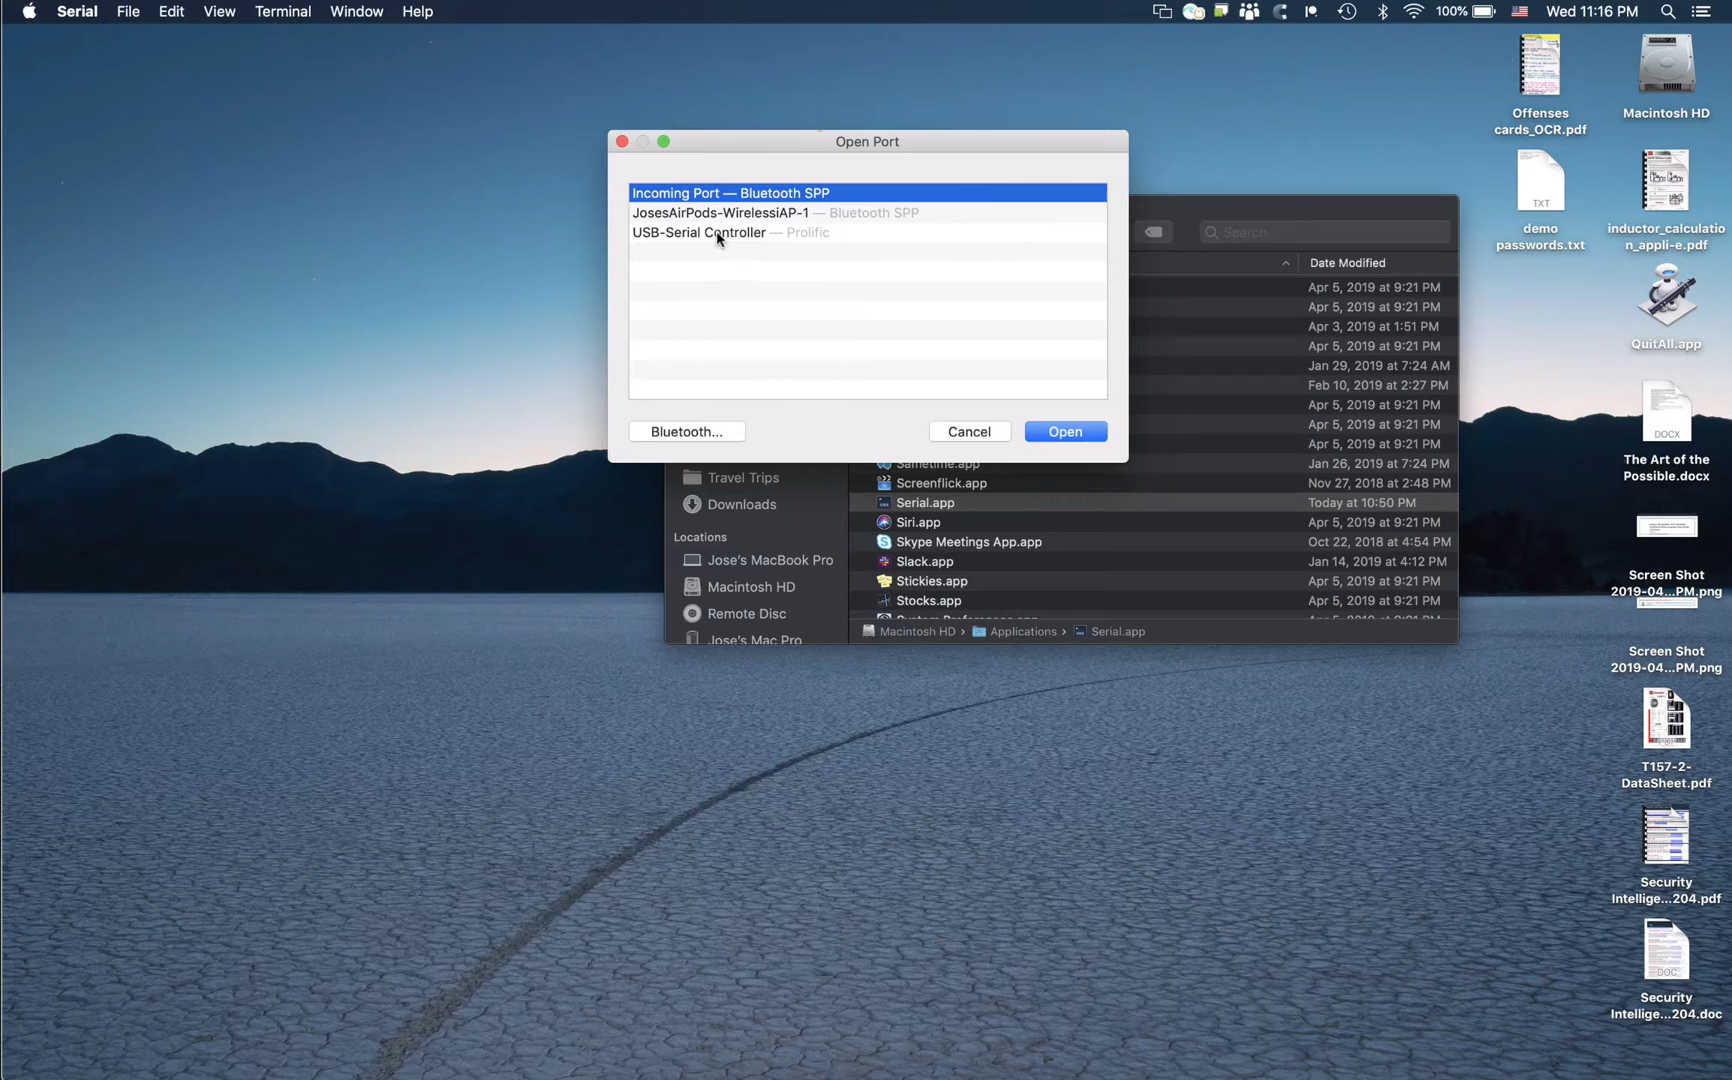 Serial File Edit View Terminal Window Help
100% Wed 11:16 PM
Open Port
Incoming Port — Bluetooth SPP
JosesAirPods-WirelessiAP-1 — Bluetooth SPP
USB-Serial Controller — Prolific
Bluetooth...
Cancel
Open
Search
Date Modified
Apr 5, 2019 at 9:21 PM
Apr 5, 2019 at 9:21 PM
Apr 3, 2019 at 1:51 PM
Apr 5, 2019 at 9:21 PM
Jan 29, 2019 at 7:24 AM
Feb 10, 2019 at 2:27 PM
Apr 5, 2019 at 9:21 PM
Apr 5, 2019 at 9:21 PM
Apr 5, 2019 at 9:21 PM
Sametime.app Jan 26, 2019 at 7:24 PM
Screenflick.app Nov 27, 2018 at 2:48 PM
Serial.app Today at 10:50 PM
Siri.app Apr 5, 2019 at 9:21 PM
Skype Meetings App.app Oct 22, 2018 at 4:54 PM
Slack.app Jan 14, 2019 at 4:12 PM
Stickies.app Apr 5, 2019 at 9:21 PM
Stocks.app Apr 5, 2019 at 9:21 PM
Macintosh HD › Applications › Serial.app
Travel Trips
Downloads
Locations
Jose's MacBook Pro
Macintosh HD
Remote Disc
Jose's Mac Pro
Offenses
cards_OCR.pdf
Macintosh HD
TXT
demo
passwords.txt
inductor_calculatio
n_appli-e.pdf
QuitAll.app
DOCX
The Art of the
Possible.docx
Screen Shot
2019-04...PM.png
Screen Shot
2019-04...PM.png
T157-2-
DataSheet.pdf
Security
Intellige...204.pdf
DOC
Security
Intellige...204.doc